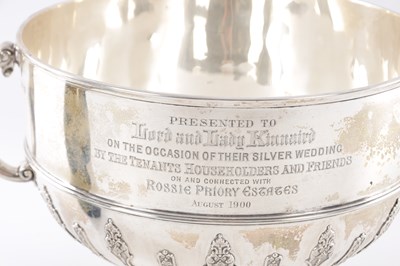 PRESENTED TO
Lord and Lady Kinnaird
ON THE OCCASION OF THEIR SILVER WEDDING
BY THE TENANTS HOUSEHOLDERS AND FRIENDS
ON AND CONNECTED WITH
ROSSIE PRIORY ESTATES
AUGUST 1900